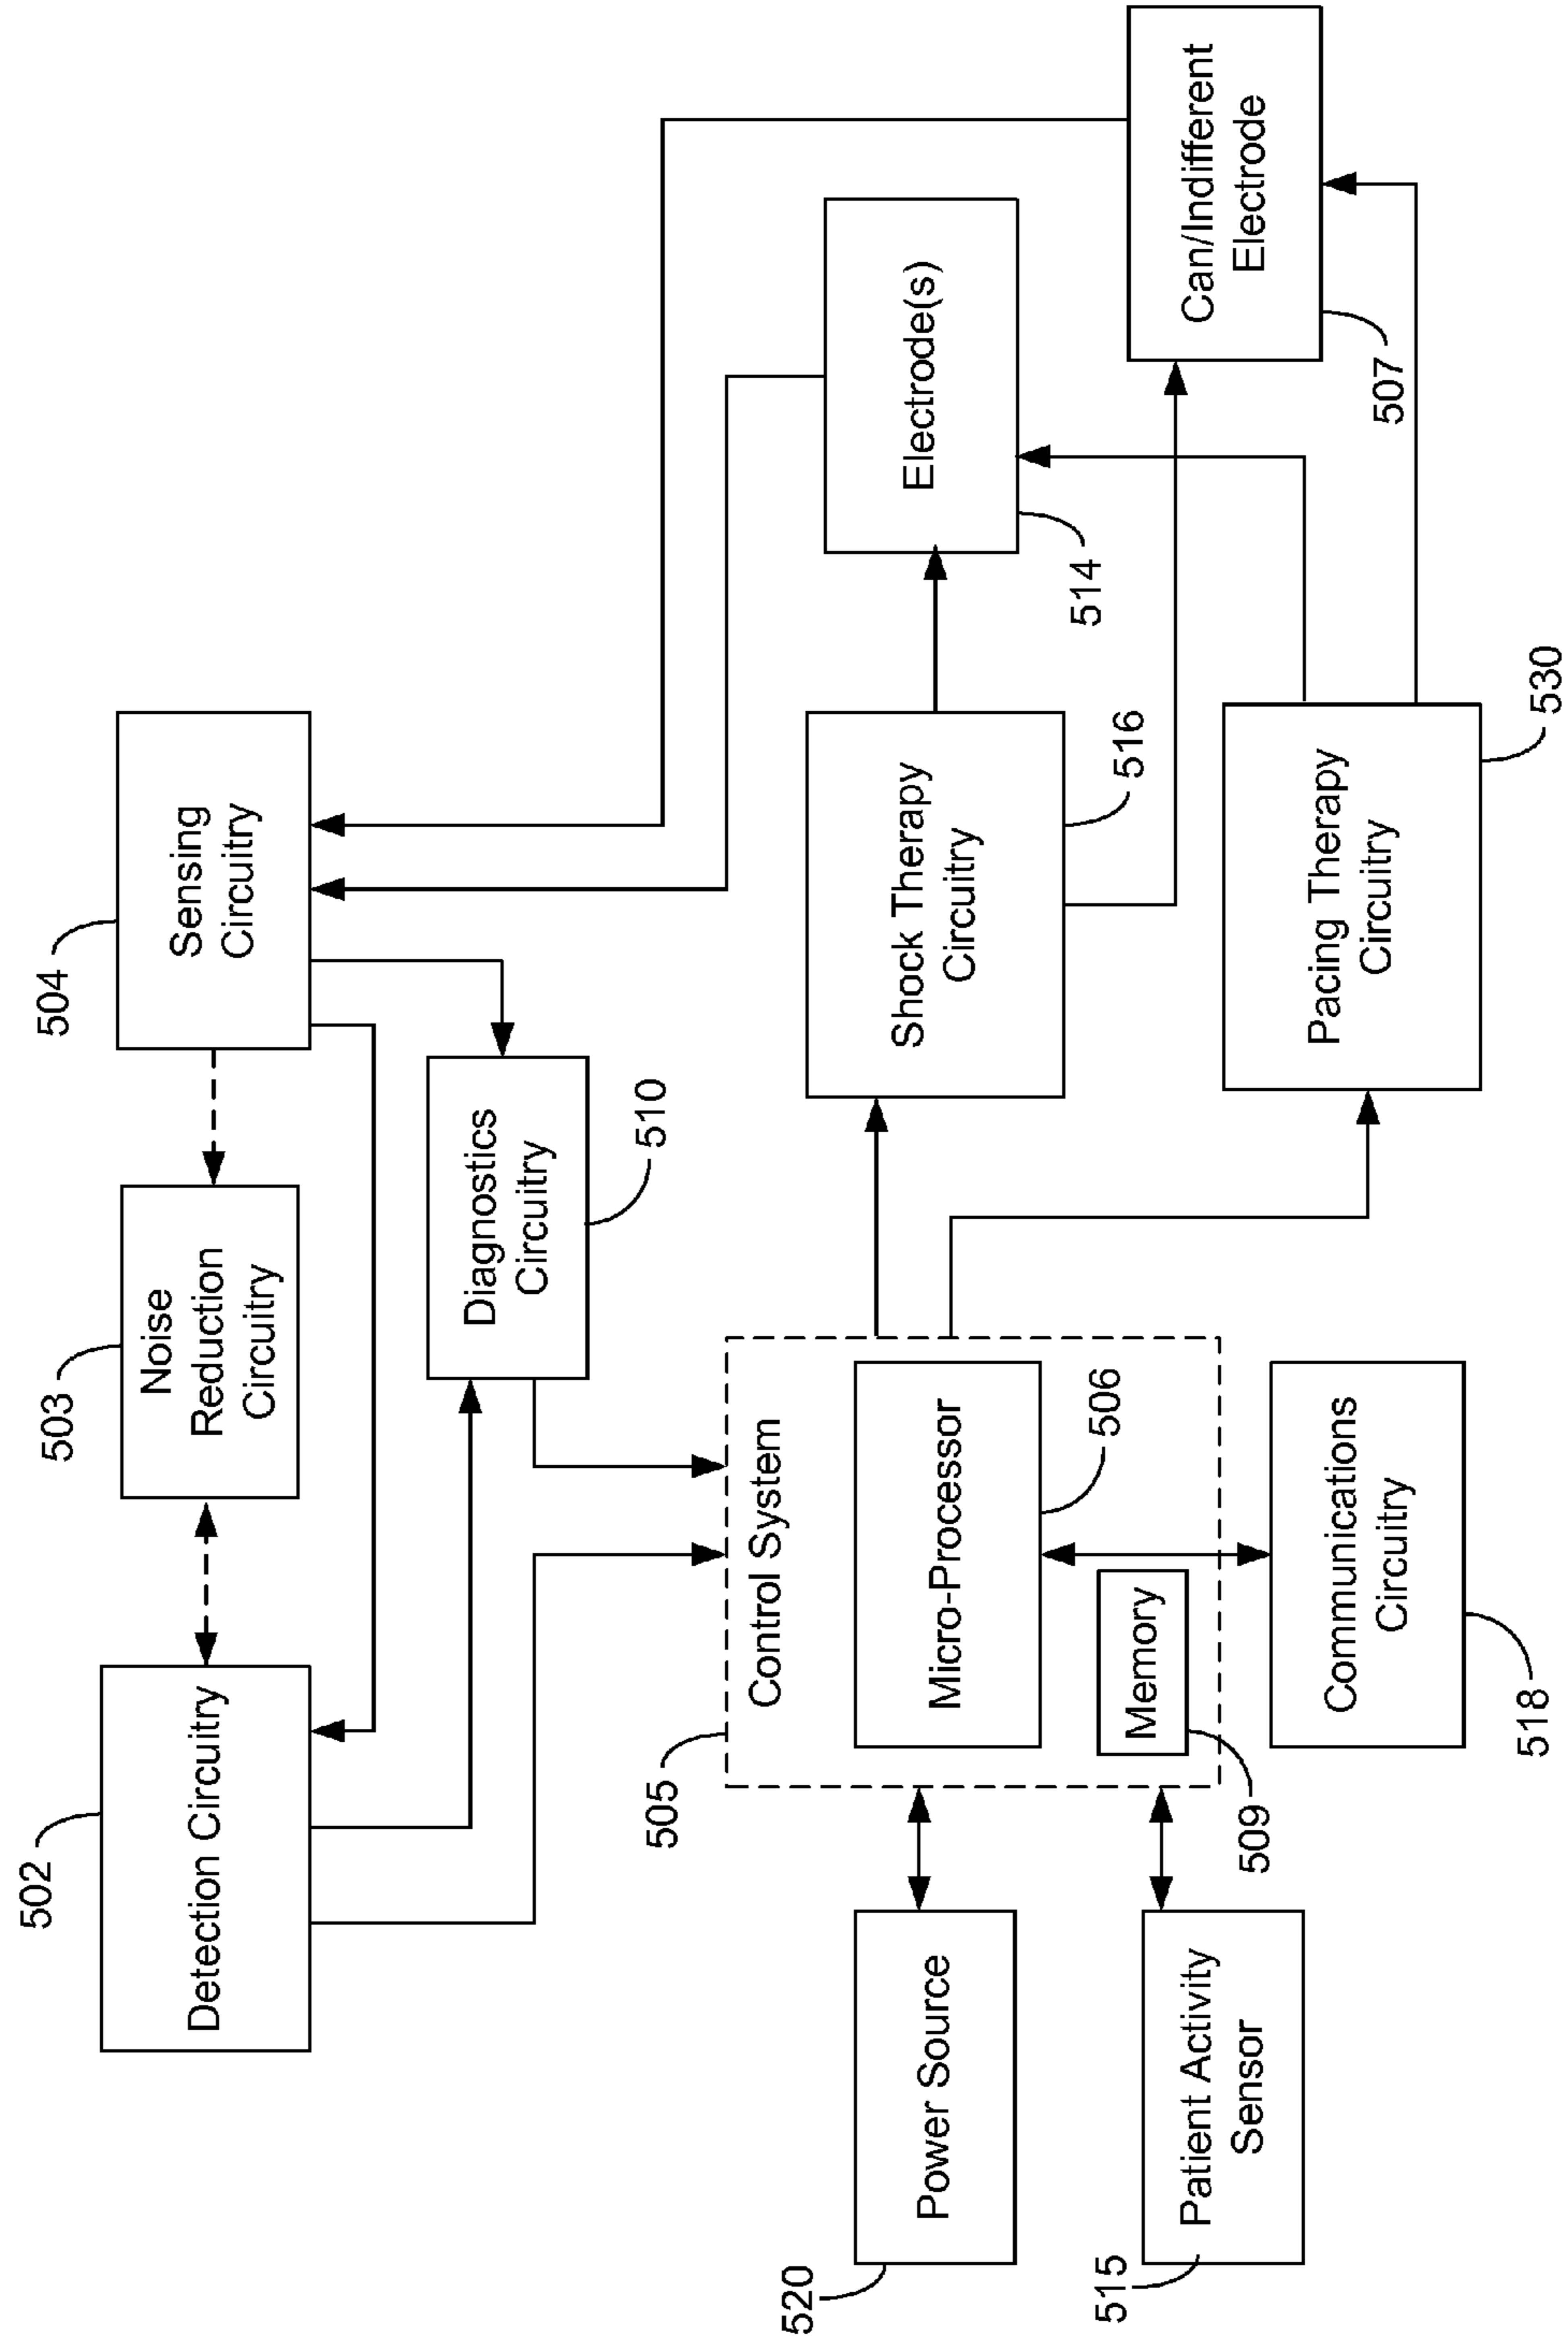 502
Detection Circuitry
503
Noise
Reduction
Circuitry
504
Sensing
Circuitry
Diagnostics
Circuitry
510
505
Control System
Micro-Processor
506
Memory
509
520
Power Source
515
Patient Activity
Sensor
Communications
Circuitry
518
Shock Therapy
Circuitry
516
Pacing Therapy
Circuitry
530
Electrode(s)
514
Can/Indifferent
Electrode
507